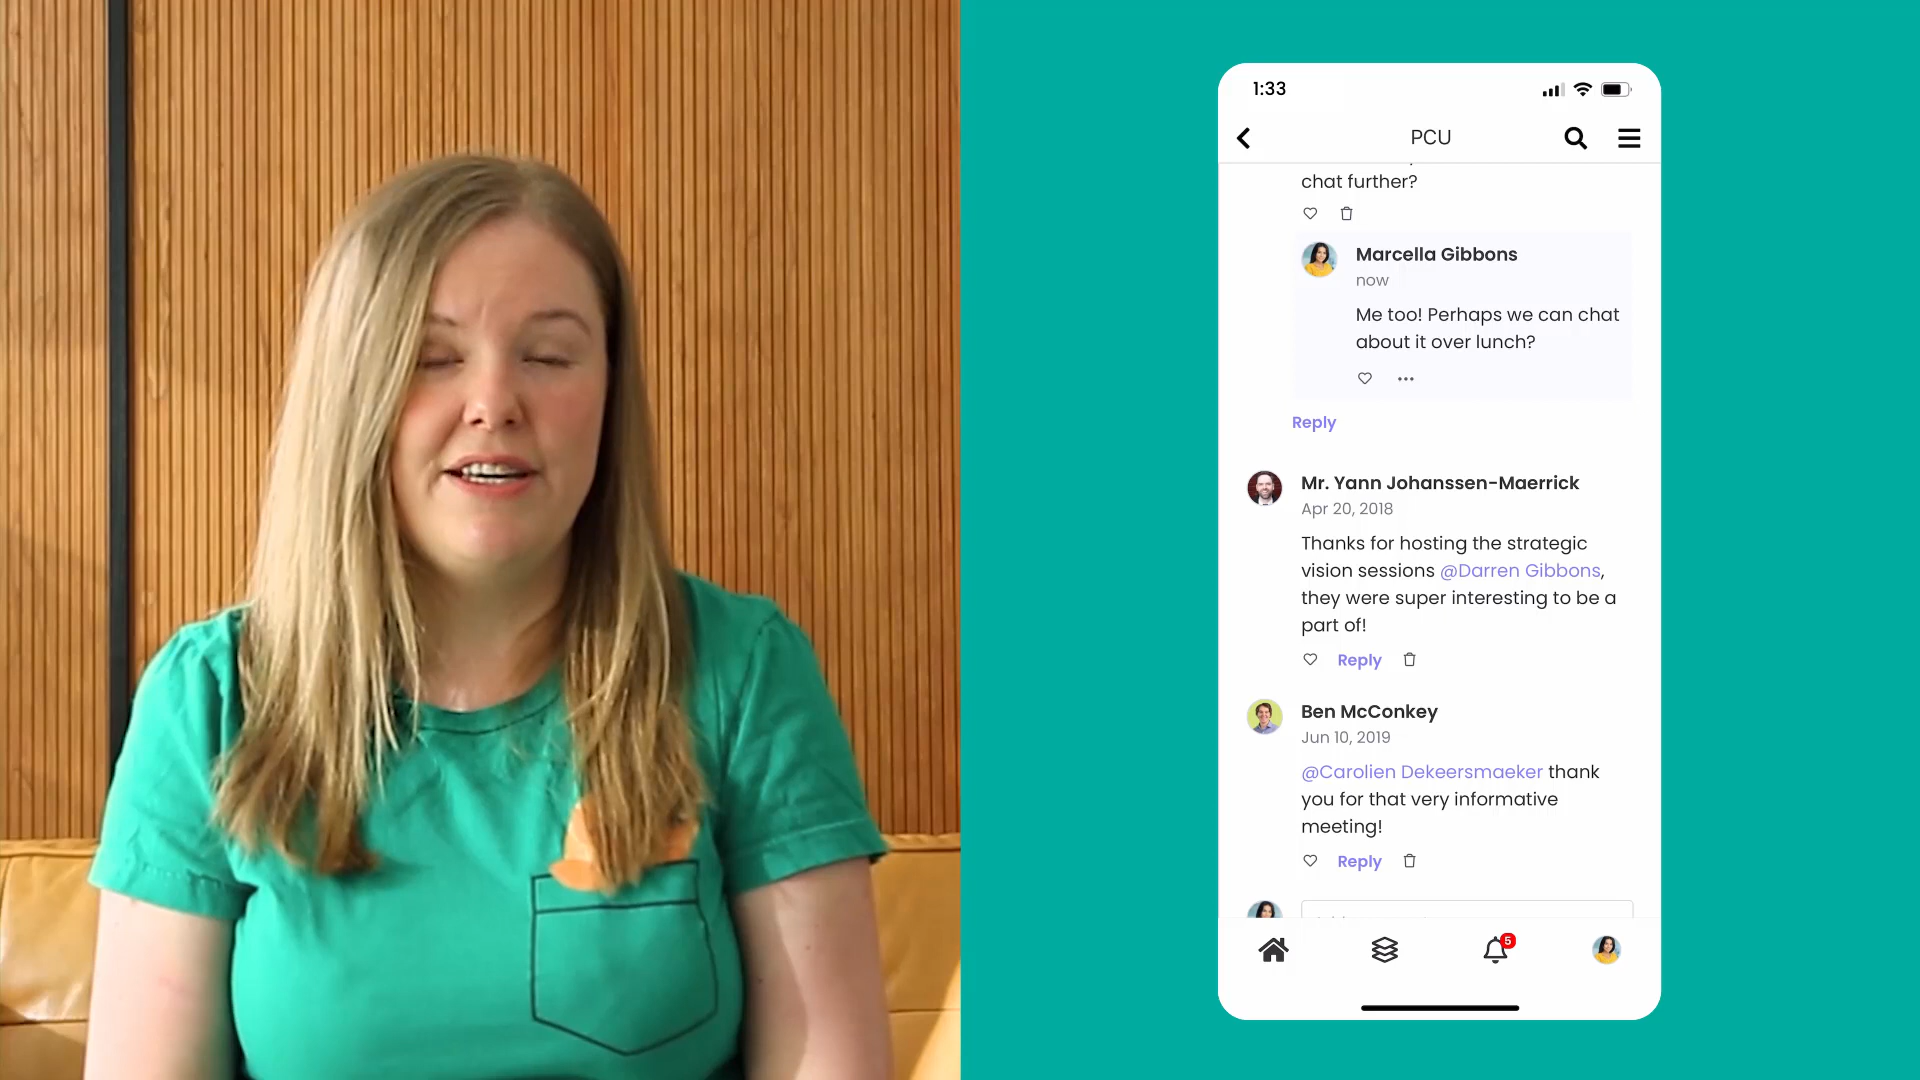 1:33
PCU
chat further?
Marcella Gibbons
now
Me too! Perhaps we can chat
about it over lunch?
Reply
Mr. Yann Johanssen-Maerrick
Apr 20, 2018
Thanks for hosting the strategic
vision sessions @Darren Gibbons,
they were super interesting to be a
part of!
Reply
Ben McConkey
Jun 10, 2019
@Carolien Dekeersmaeker thank
you for that very informative
meeting!
Reply
5